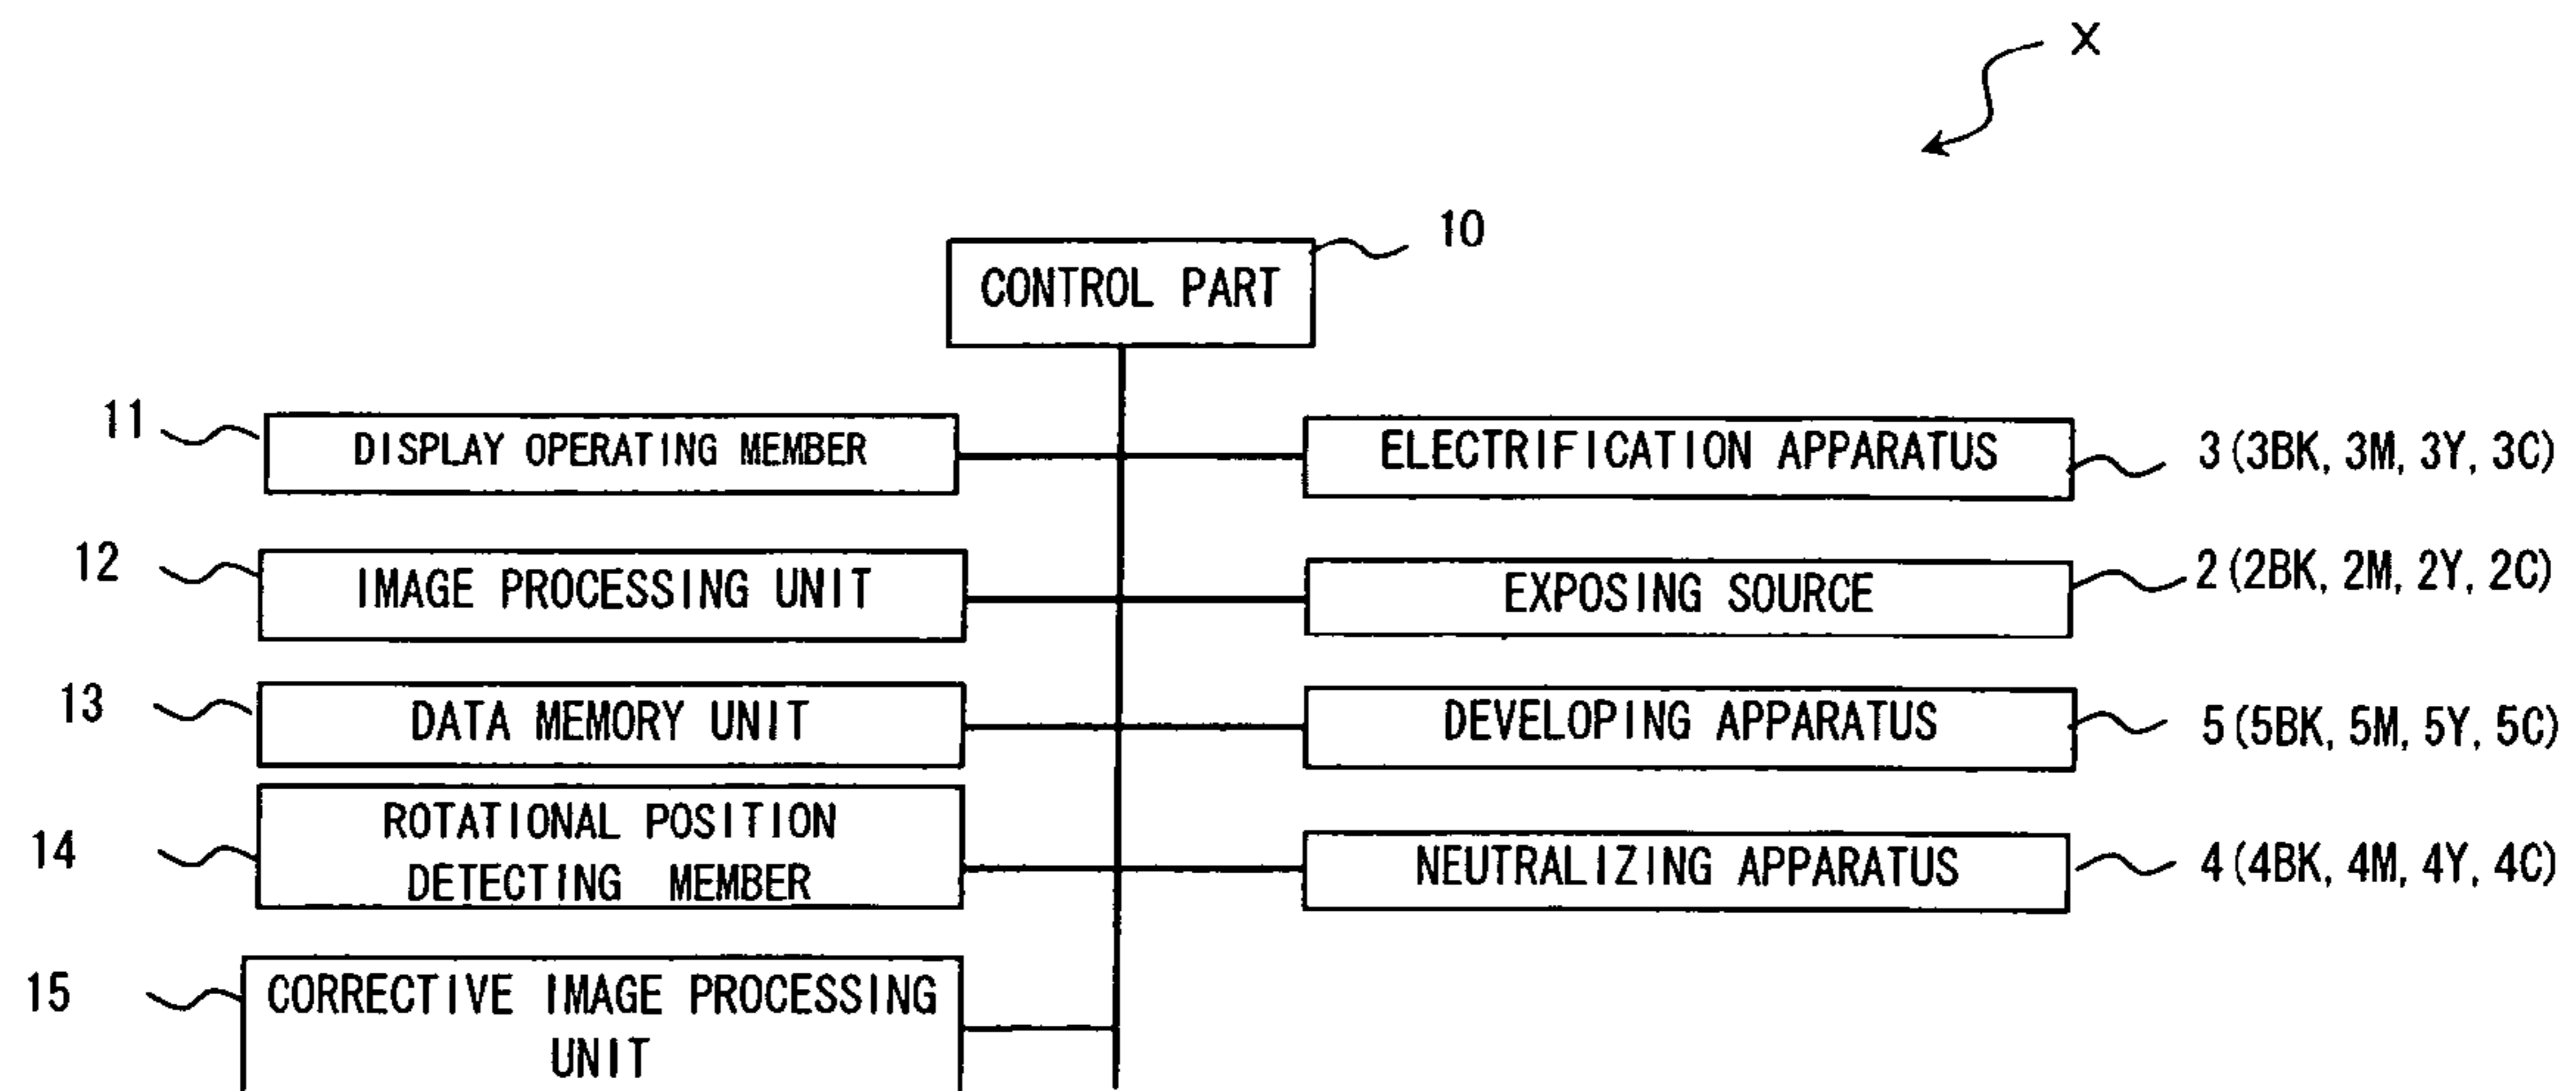 X
10
CONTROL PART
11
DISPLAY OPERATING MEMBER
ELECTRIFICATION APPARATUS
3(3BK, 3M, 3Y, 3C)
12
IMAGE PROCESSING UNIT
EXPOSING SOURCE
2(2BK, 2M, 2Y, 2C)
13
DATA MEMORY UNIT
DEVELOPING APPARATUS
5(5BK, 5M, 5Y, 5C)
14
ROTATIONAL POSITION
DETECTING MEMBER
NEUTRALIZING APPARATUS
4(4BK, 4M, 4Y, 4C)
15
CORRECTIVE IMAGE PROCESSING
UNIT